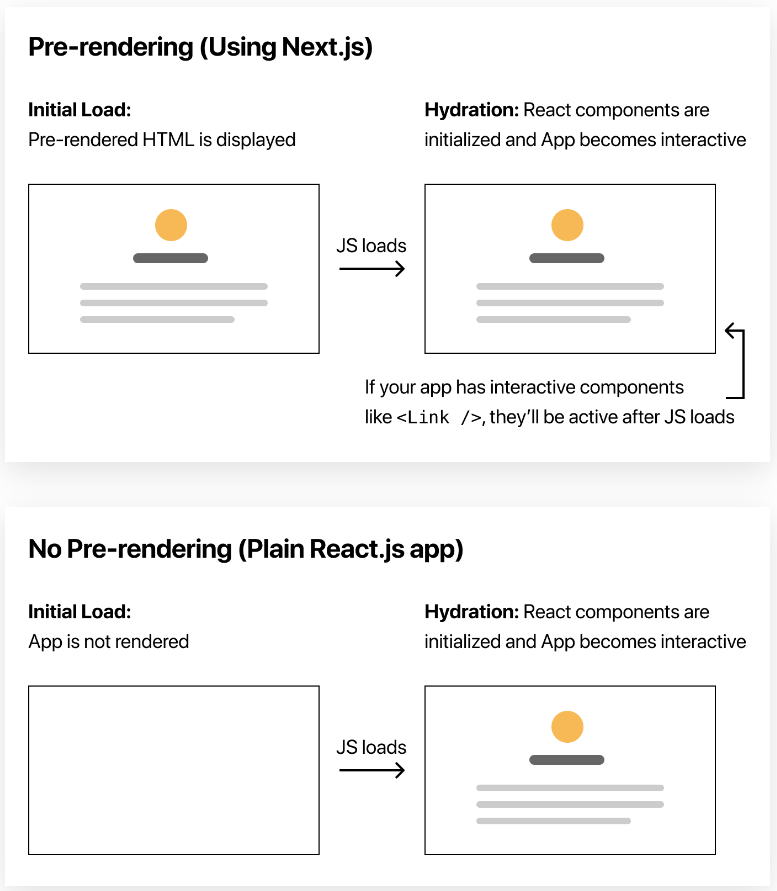 Pre-rendering (Using Next.js)
Initial Load:
Pre-rendered HTML is displayed
Hydration: React components are
initialized and App becomes interactive
JS loads
If your app has interactive components
like <Link />, they’ll be active after JS loads
No Pre-rendering (Plain React.js app)
Initial Load:
App is not rendered
Hydration: React components are
initialized and App becomes interactive
JS loads